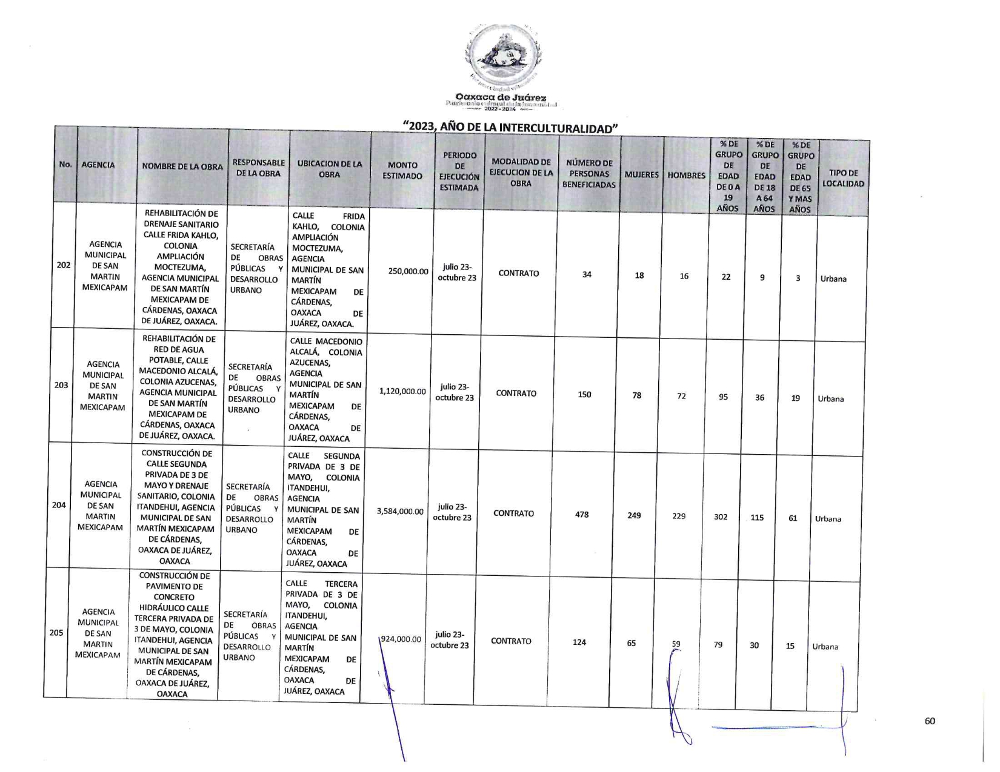 Oaxaca de Juárez
Patrimonio cultural de la humanidad
2022 - 2024
“2023, AÑO DE LA INTERCULTURALIDAD”
No.
AGENCIA
NOMBRE DE LA OBRA
RESPONSABLE
DE LA OBRA
UBICACION DE LA
OBRA
MONTO
ESTIMADO
PERIODO
DE
EJECUCIÓN
ESTIMADA
MODALIDAD DE
EJECUCION DE LA
OBRA
NÚMERO DE
PERSONAS
BENEFICIADAS
MUJERES
HOMBRES
% DE
GRUPO
DE
EDAD
DE 0 A
19
AÑOS
% DE
GRUPO
DE
EDAD
DE 18
A 64
AÑOS
% DE
GRUPO
DE
EDAD
DE 65
Y MAS
AÑOS
TIPO DE
LOCALIDAD
202
AGENCIA
MUNICIPAL
DE SAN
MARTIN
MEXICAPAM
REHABILITACIÓN DE
DRENAJE SANITARIO
CALLE FRIDA KAHLO,
COLONIA
AMPLIACIÓN
MOCTEZUMA,
AGENCIA MUNICIPAL
DE SAN MARTÍN
MEXICAPAM DE
CÁRDENAS, OAXACA
DE JUÁREZ, OAXACA.
SECRETARÍA
DE OBRAS
PÚBLICAS Y
DESARROLLO
URBANO
CALLE FRIDA
KAHLO, COLONIA
AMPLIACIÓN
MOCTEZUMA,
AGENCIA
MUNICIPAL DE SAN
MARTÍN
MEXICAPAM DE
CÁRDENAS,
OAXACA DE
JUÁREZ, OAXACA.
250,000.00
julio 23-
octubre 23
CONTRATO
34
18
16
22
9
3
Urbana
203
AGENCIA
MUNICIPAL
DE SAN
MARTIN
MEXICAPAM
REHABILITACIÓN DE
RED DE AGUA
POTABLE, CALLE
MACEDONIO ALCALÁ,
COLONIA AZUCENAS,
AGENCIA MUNICIPAL
DE SAN MARTÍN
MEXICAPAM DE
CÁRDENAS, OAXACA
DE JUÁREZ, OAXACA.
SECRETARÍA
DE OBRAS
PÚBLICAS Y
DESARROLLO
URBANO
CALLE MACEDONIO
ALCALÁ, COLONIA
AZUCENAS,
AGENCIA
MUNICIPAL DE SAN
MARTÍN
MEXICAPAM DE
CÁRDENAS,
OAXACA DE
JUÁREZ, OAXACA
1,120,000.00
julio 23-
octubre 23
CONTRATO
150
78
72
95
36
19
Urbana
204
AGENCIA
MUNICIPAL
DE SAN
MARTIN
MEXICAPAM
CONSTRUCCIÓN DE
CALLE SEGUNDA
PRIVADA DE 3 DE
MAYO Y DRENAJE
SANITARIO, COLONIA
ITANDEHUI, AGENCIA
MUNICIPAL DE SAN
MARTÍN MEXICAPAM
DE CÁRDENAS,
OAXACA DE JUÁREZ,
OAXACA
SECRETARÍA
DE OBRAS
PÚBLICAS Y
DESARROLLO
URBANO
CALLE SEGUNDA
PRIVADA DE 3 DE
MAYO, COLONIA
ITANDEHUI,
AGENCIA
MUNICIPAL DE SAN
MARTÍN
MEXICAPAM DE
CÁRDENAS,
OAXACA DE
JUÁREZ, OAXACA
3,584,000.00
julio 23-
octubre 23
CONTRATO
478
249
229
302
115
61
Urbana
205
AGENCIA
MUNICIPAL
DE SAN
MARTIN
MEXICAPAM
CONSTRUCCIÓN DE
PAVIMENTO DE
CONCRETO
HIDRÁULICO CALLE
TERCERA PRIVADA DE
3 DE MAYO, COLONIA
ITANDEHUI, AGENCIA
MUNICIPAL DE SAN
MARTÍN MEXICAPAM
DE CÁRDENAS,
OAXACA DE JUÁREZ,
OAXACA
SECRETARÍA
DE OBRAS
PÚBLICAS Y
DESARROLLO
URBANO
CALLE TERCERA
PRIVADA DE 3 DE
MAYO, COLONIA
ITANDEHUI,
AGENCIA
MUNICIPAL DE SAN
MARTÍN
MEXICAPAM DE
CÁRDENAS,
OAXACA DE
JUÁREZ, OAXACA
924,000.00
julio 23-
octubre 23
CONTRATO
124
65
59
79
30
15
Urbana
60